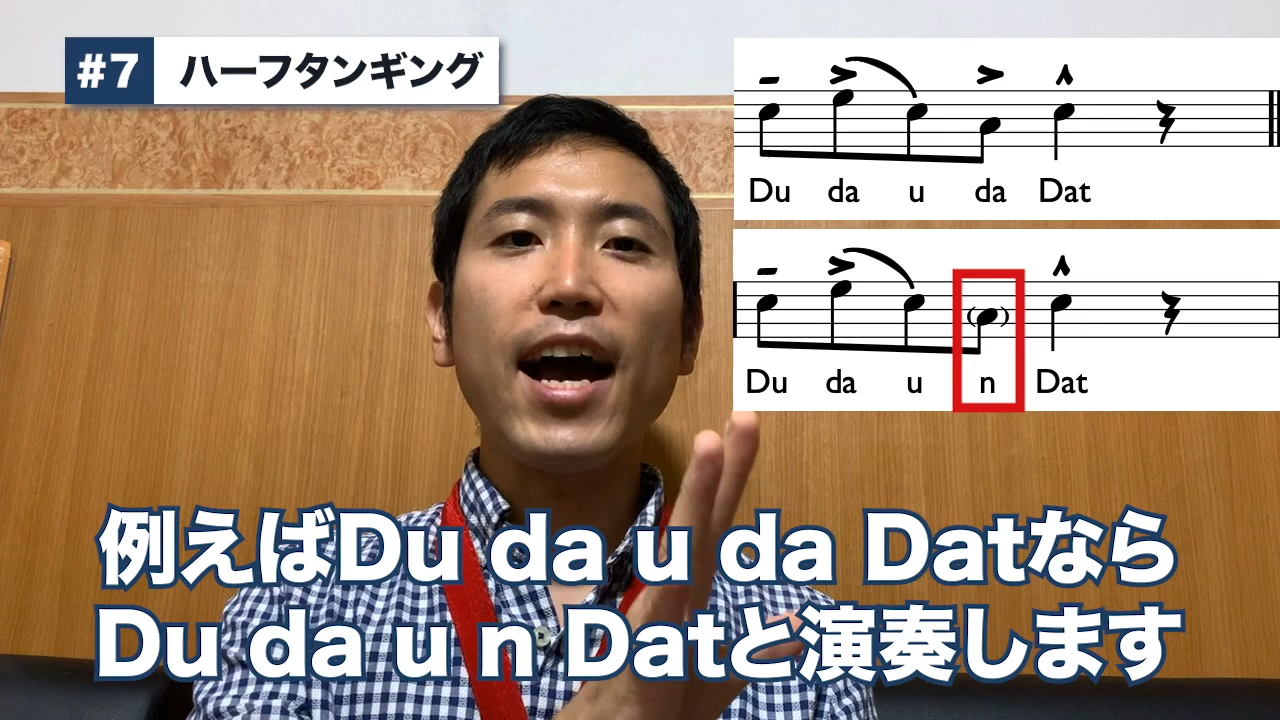 #7 ハーフタンギング
Du da u da Dat
Du da u n Dat
例えばDu da u da Datなら
Du da u n Datと演奏します